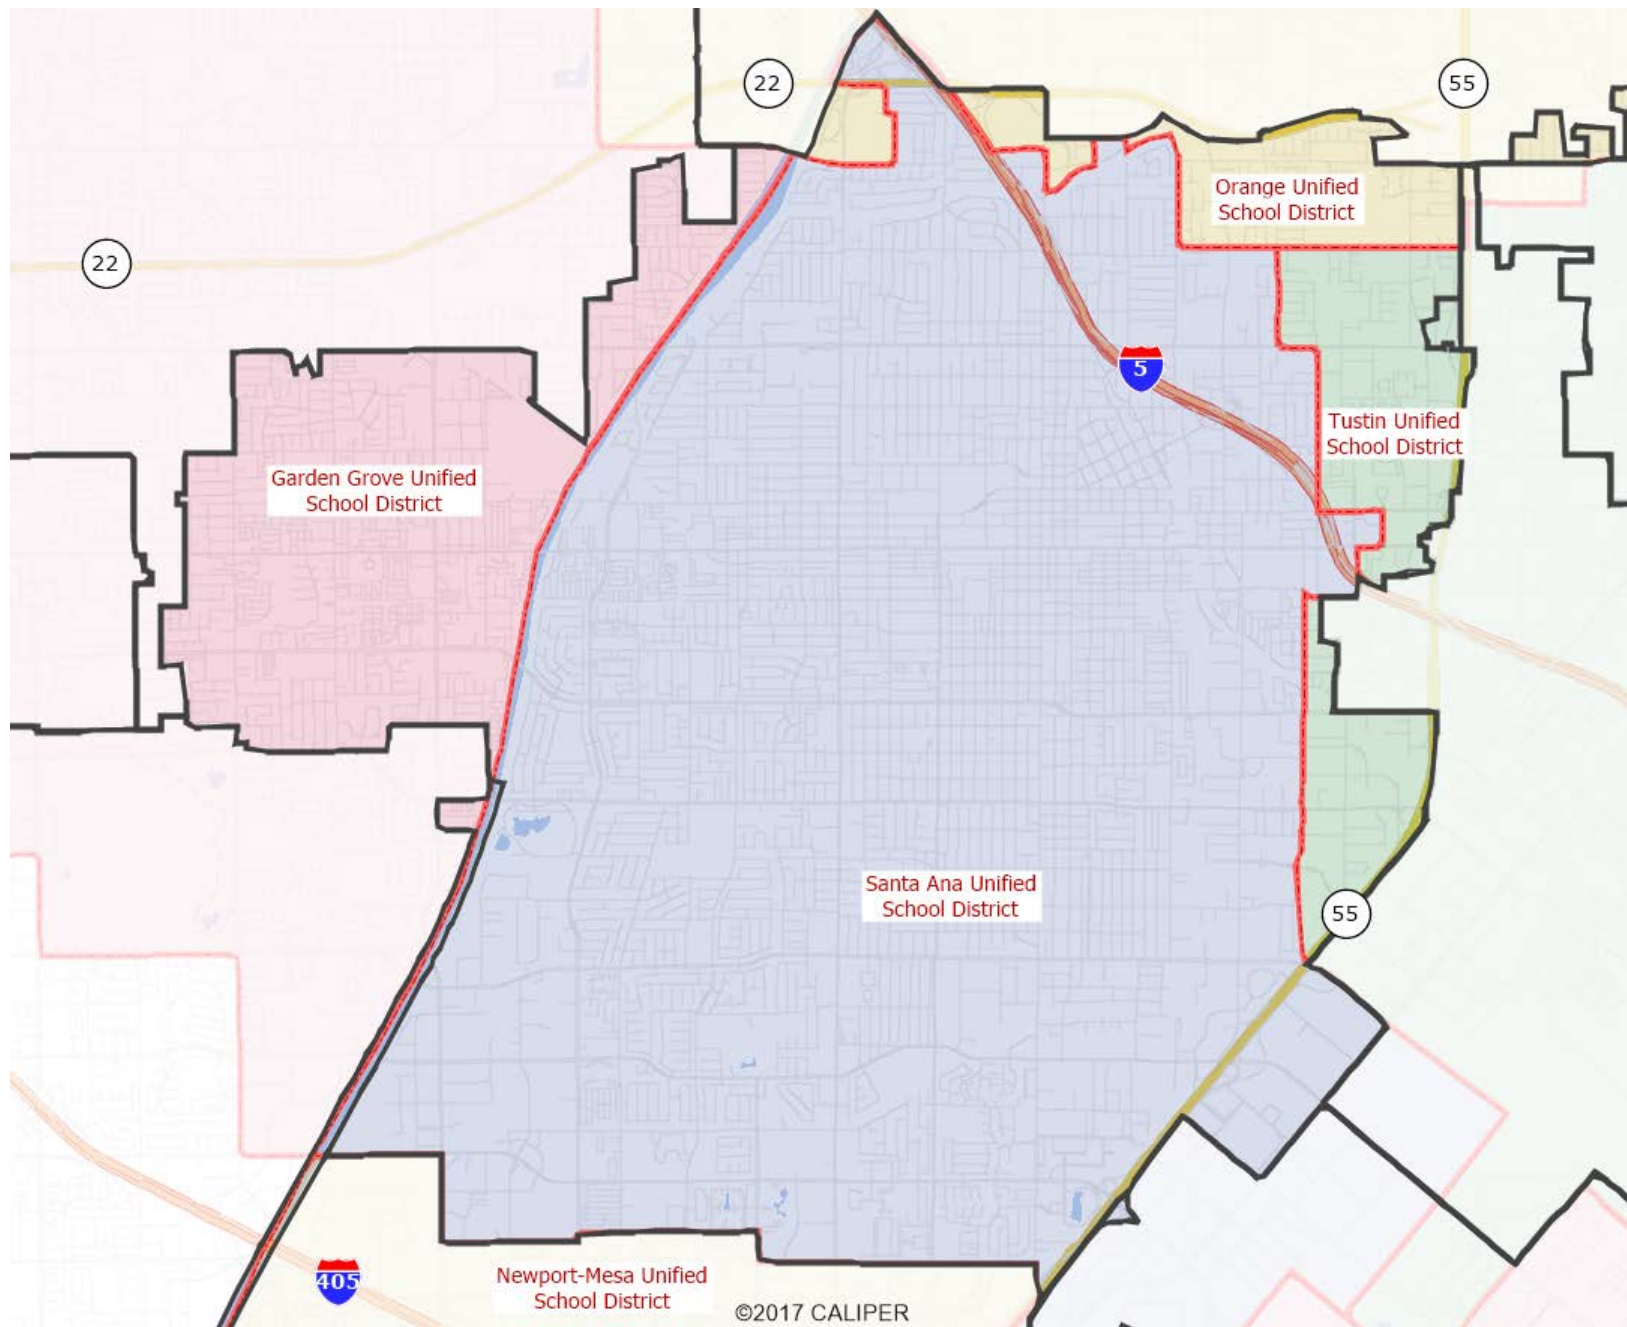 22
55
Orange Unified
School District
22
5
Tustin Unified
School District
Garden Grove Unified
School District
Santa Ana Unified
School District
55
405
Newport-Mesa Unified
School District
©2017 CALIPER